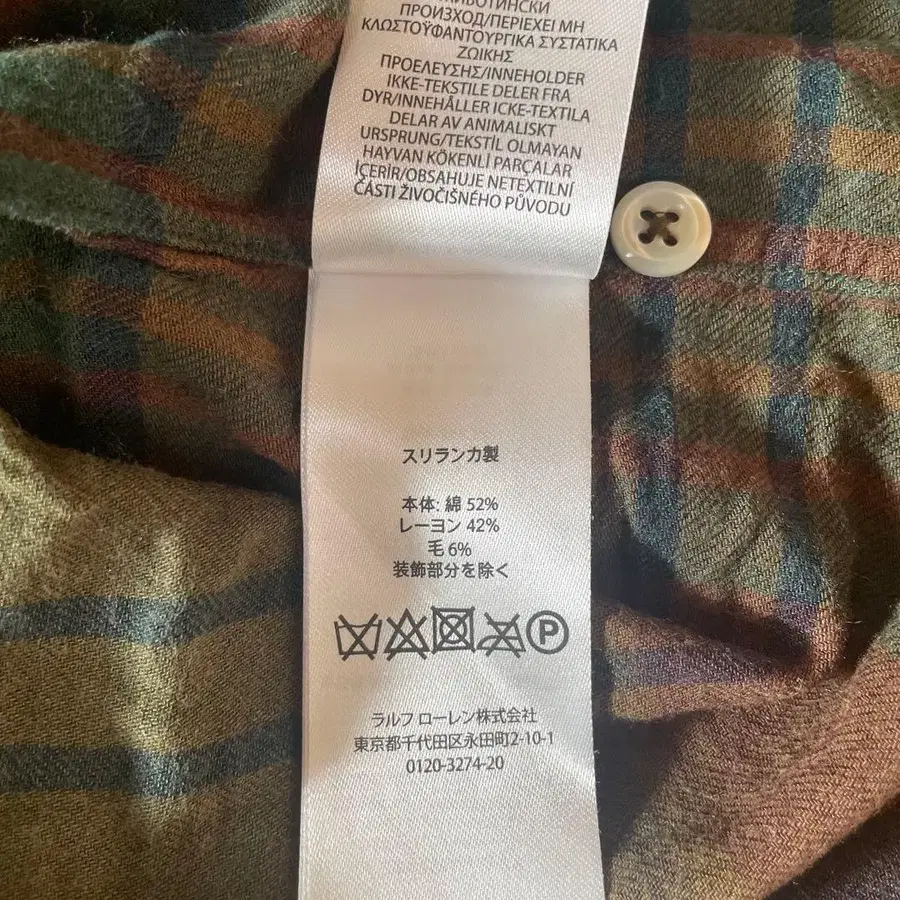 ПРОИЗХОД/ΠΕΡΙΕΧΕΙ ΜΗ
ΚΛΩΣΤΟΫΦΑΝΤΟΥΡΓΙΚΑ ΣΥΣΤΑΤΙΚΑ
ΖΩΙΚΗΣ
ΠΡΟΕΛΕΥΣΗΣ/INNEHOLDER
IKKE-TEKSTILE DELER FRA
DYR/INNEHÅLLER ICKE-TEXTILA
DELAR AV ANIMALISKT
URSPRUNG/TEKSTİL OLMAYAN
HAYVAN KÖKENLİ PARÇALAR
İÇERİR/OBSAHUJE NETEXTILNÍ
ČÁSTI ŽIVOČIŠNÉHO PŮVODU
スリランカ製
本体: 綿 52%
レーヨン 42%
毛 6%
装飾部分を除く
P
ラルフ ローレン株式会社
東京都千代田区永田町2-10-1
0120-3274-20